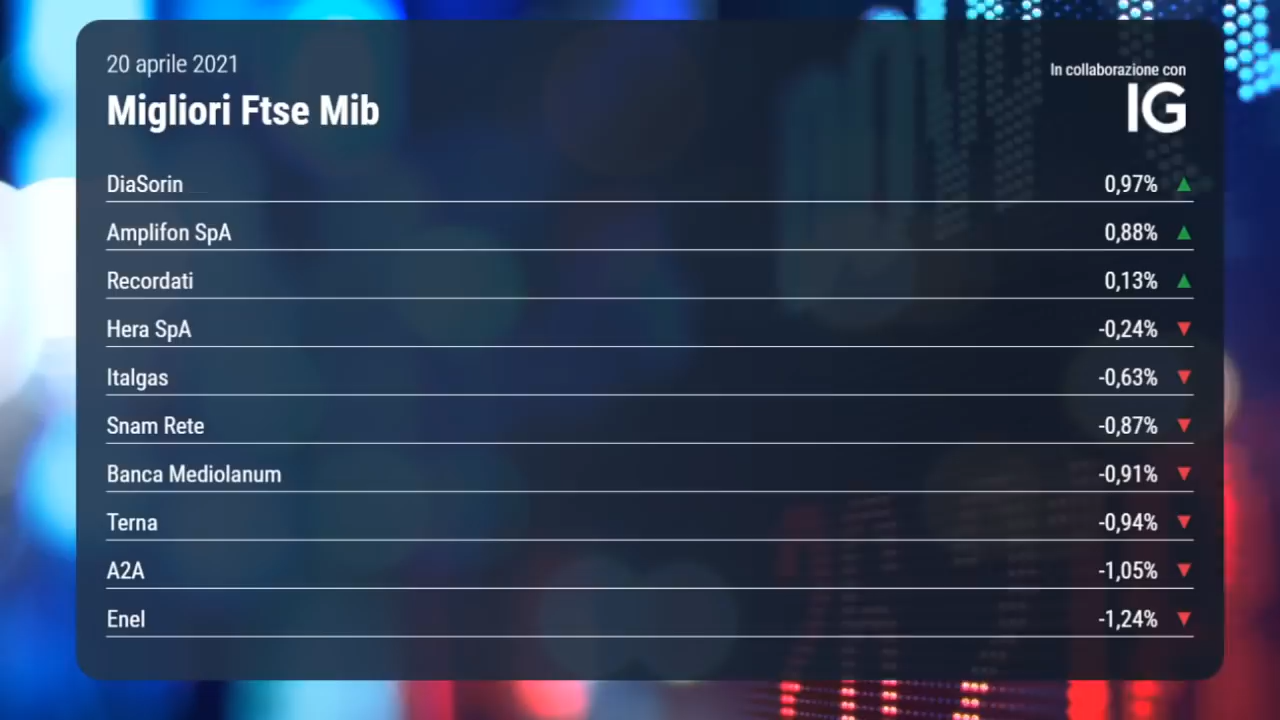 20 aprile 2021
Migliori Ftse Mib
In collaborazione con
IG
DiaSorin 0,97% ▲
Amplifon SpA 0,88% ▲
Recordati 0,13% ▲
Hera SpA -0,24% ▼
Italgas -0,63% ▼
Snam Rete -0,87% ▼
Banca Mediolanum -0,91% ▼
Terna -0,94% ▼
A2A -1,05% ▼
Enel -1,24% ▼